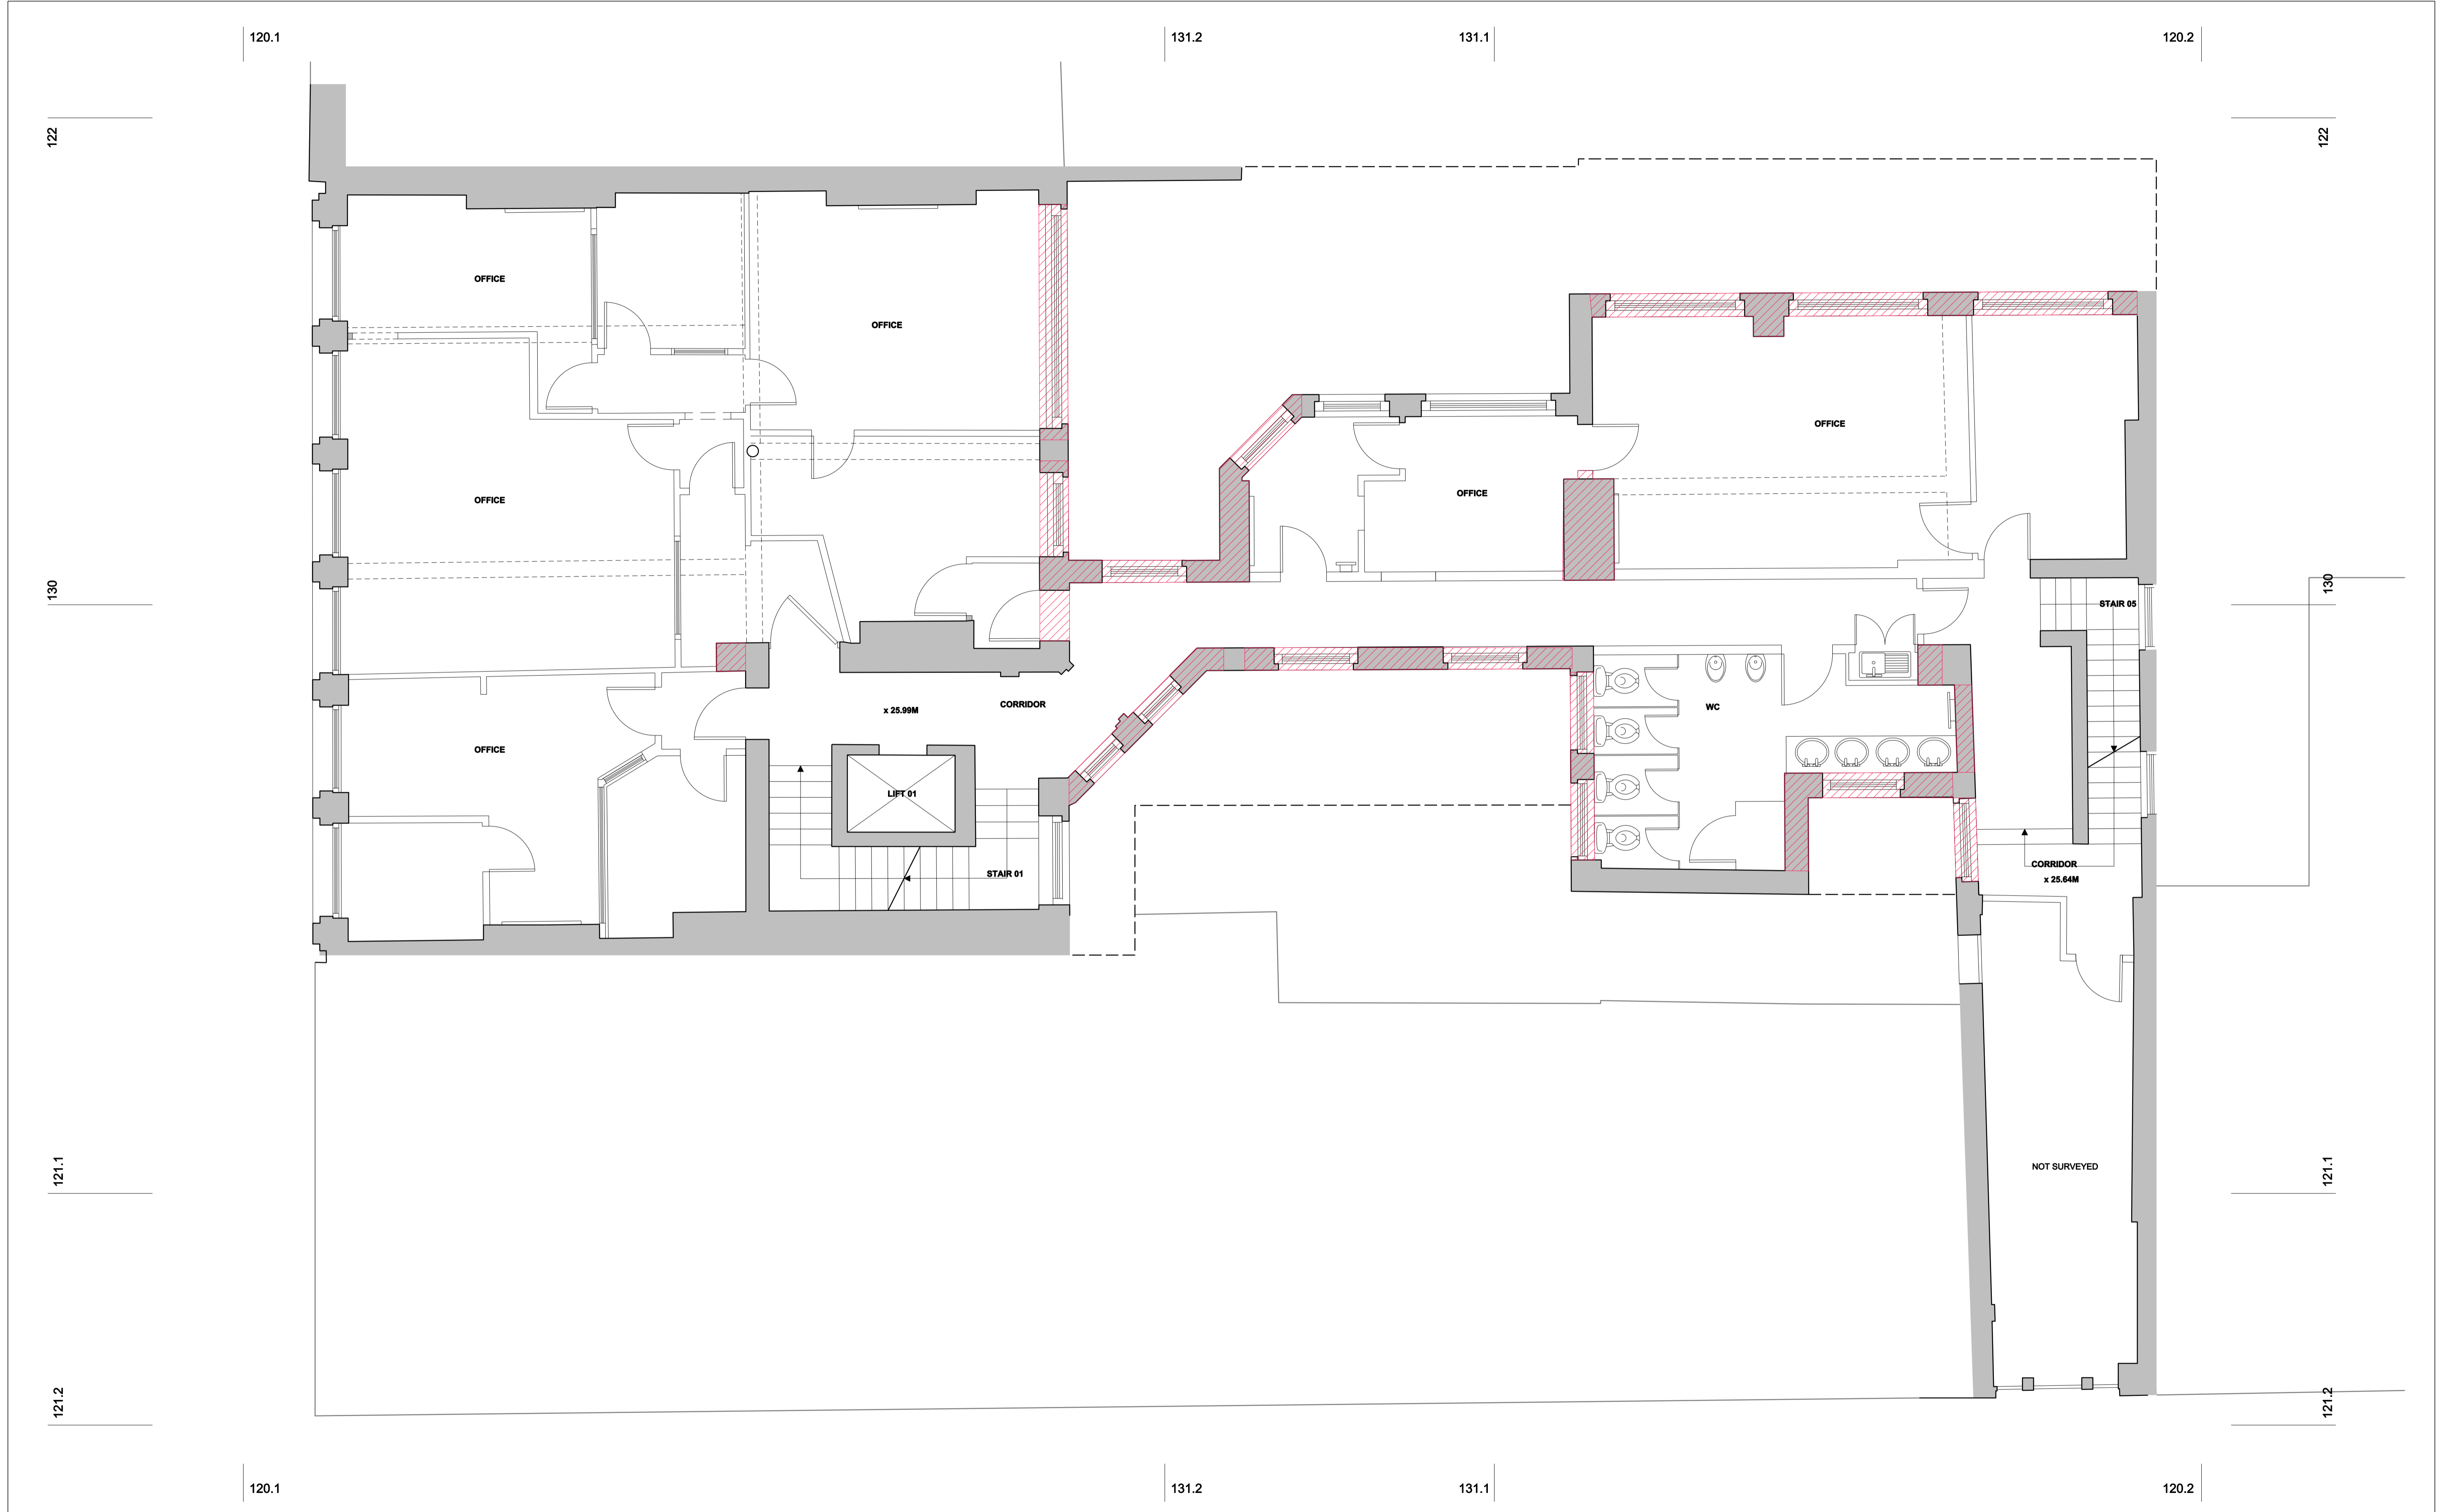 120.1
131.2
131.1
120.2
122
122
OFFICE
OFFICE
OFFICE
OFFICE
OFFICE
130
130
STAIR 05
CORRIDOR
x 25.99M
WC
OFFICE
LIFT 01
STAIR 01
CORRIDOR
x 25.64M
121.1
NOT SURVEYED
121.1
121.2
121.2
120.1
131.2
131.1
120.2